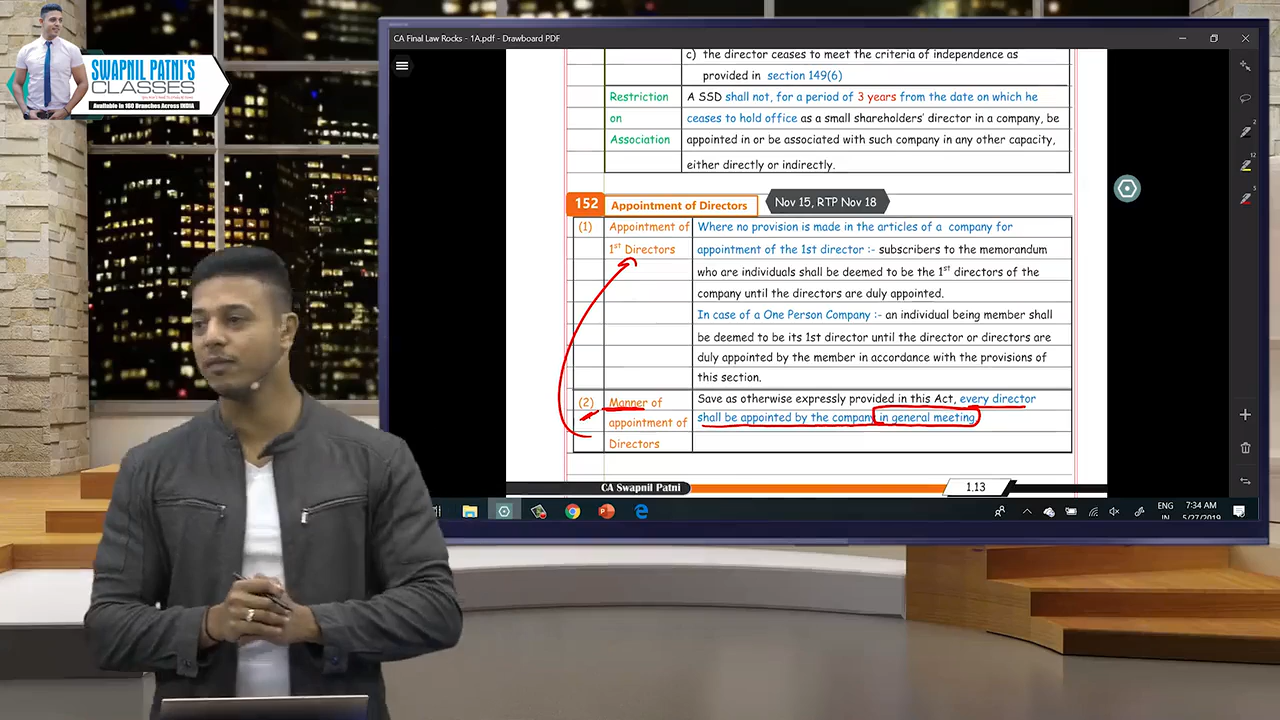 SWAPNIL PATNI'S
CLASSES
Available in 160 Branches Across INDIA
CA Final Law Rocks - 1A.pdf - Drawboard PDF
c) the director ceases to meet the criteria of independence as
provided in section 149(6)
Restriction on Association
A SSD shall not, for a period of 3 years from the date on which he
ceases to hold office as a small shareholders' director in a company, be
appointed in or be associated with such company in any other capacity,
either directly or indirectly.
152 Appointment of Directors Nov 15, RTP Nov 18
(1) Appointment of 1st Directors
Where no provision is made in the articles of a company for
appointment of the 1st director :- subscribers to the memorandum
who are individuals shall be deemed to be the 1st directors of the
company until the directors are duly appointed.
In case of a One Person Company :- an individual being member shall
be deemed to be its 1st director until the director or directors are
duly appointed by the member in accordance with the provisions of
this section.
(2) Manner of appointment of Directors
Save as otherwise expressly provided in this Act, every director
shall be appointed by the company in general meeting
CA Swapnil Patni 1.13
2
12
5
ENG
IN
7:34 AM
5/27/2019